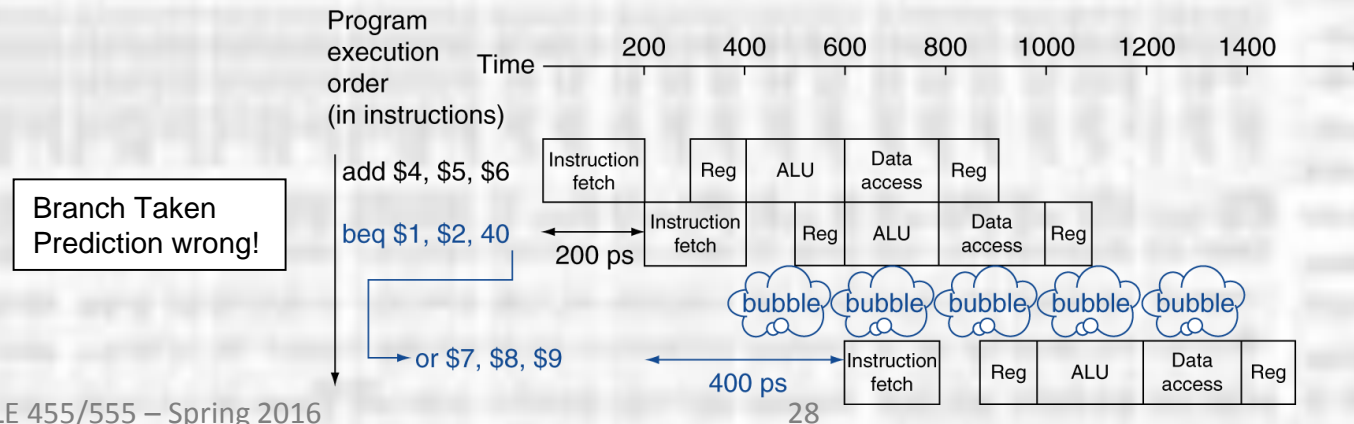 Program
execution
order
(in instructions)
Time
200 400 600 800 1000 1200 1400
add $4, $5, $6
Instruction
fetch
Reg
ALU
Data
access
Reg
Branch Taken
Prediction wrong!
beq $1, $2, 40
200 ps
Instruction
fetch
Reg
ALU
Data
access
Reg
bubble bubble bubble bubble bubble
or $7, $8, $9
400 ps
Instruction
fetch
Reg
ALU
Data
access
Reg
LE 455/555 – Spring 2016
28